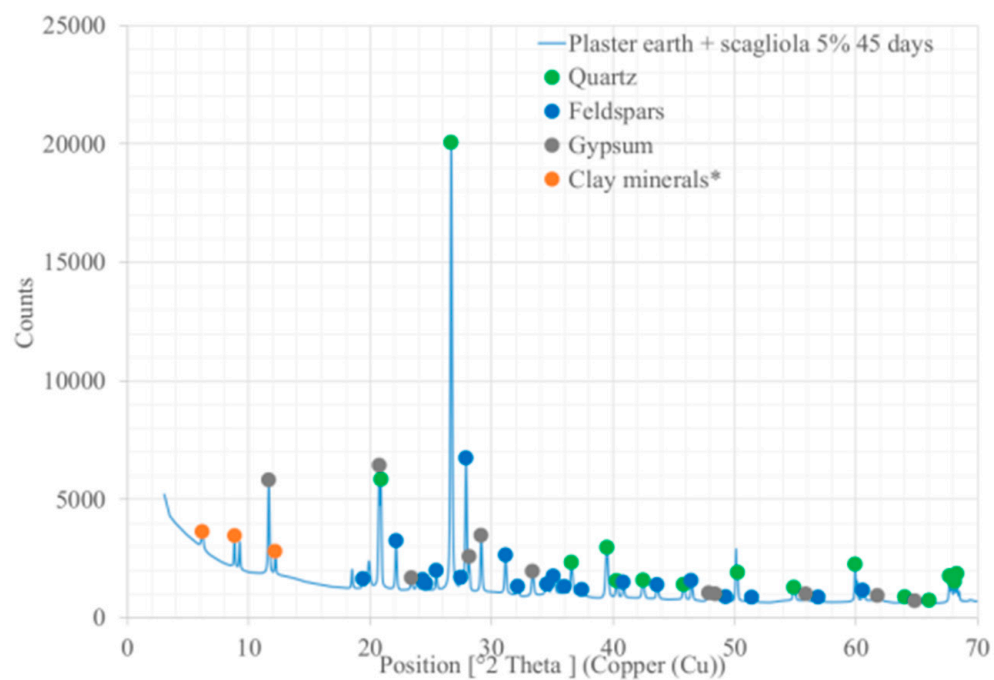 25000
Plaster earth + scagliola 5% 45 days
Quartz
Feldspars
20000
Gypsum
Clay minerals*
15000
Counts
10000
5000
0
0 10 20 30 40 50 60 70
Position [°2 Theta ] (Copper (Cu))